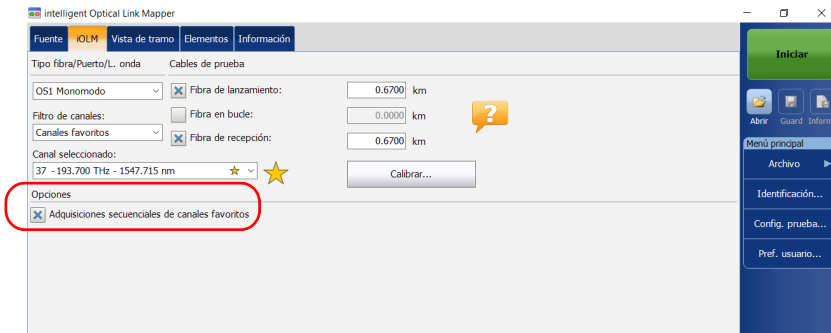 intelligent Optical Link Mapper
Fuente iOLM Vista de tramo Elementos Información
Tipo fibra/Puerto/L. onda Cables de prueba
OS1 Monomodo Fibra de lanzamiento: 0.6700 km
Filtro de canales: Fibra en bucle: 0.0000 km
Canales favoritos Fibra de recepción: 0.6700 km
Canal seleccionado:
37 - 193.700 THz - 1547.715 nm Calibrar...
Opciones
Adquisiciones secuenciales de canales favoritos
Iniciar
Abrir Guard Inform
Menú principal
Archivo
Identificación...
Config. prueba...
Pref. usuario...